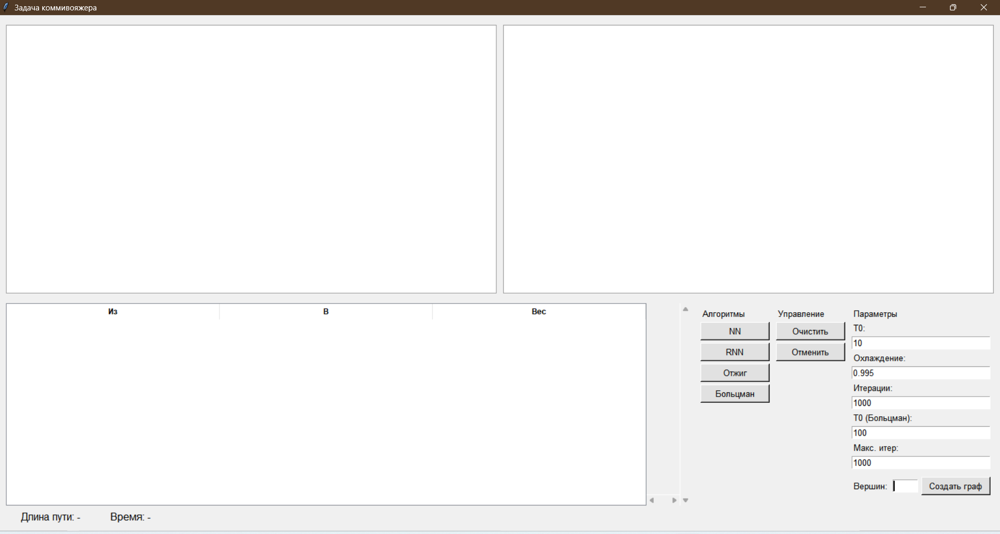 Задача коммивояжера
Из В Вес
Алгоритмы
NN
RNN
Отжиг
Больцман
Управление
Очистить
Отменить
Параметры
T0:
10
Охлаждение:
0.995
Итерации:
1000
T0 (Больцман):
100
Макс. итер:
1000
Вершин: Создать граф
Длина пути: - Время: -